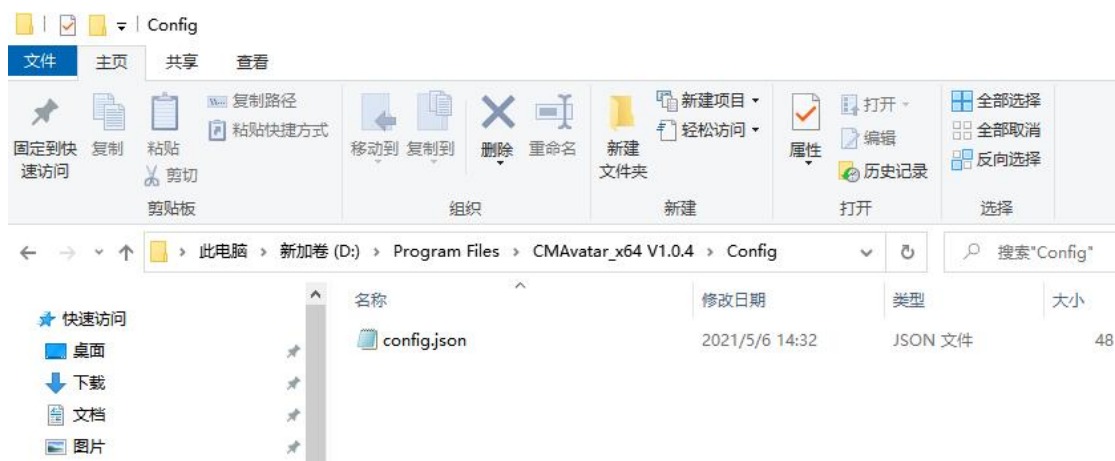 Config
文件 主页 共享 查看
固定到快速访问
复制
粘贴
复制路径
粘贴快捷方式
剪切
剪贴板
移动到
复制到
删除
重命名
组织
新建文件夹
新建项目
轻松访问
新建
属性
打开
编辑
历史记录
打开
全部选择
全部取消
反向选择
选择
此电脑 > 新加卷 (D:) > Program Files > CMAvatar_x64 V1.0.4 > Config
搜索"Config"
名称 修改日期 类型 大小
快速访问
桌面
下载
文档
图片
config.json 2021/5/6 14:32 JSON 文件 48